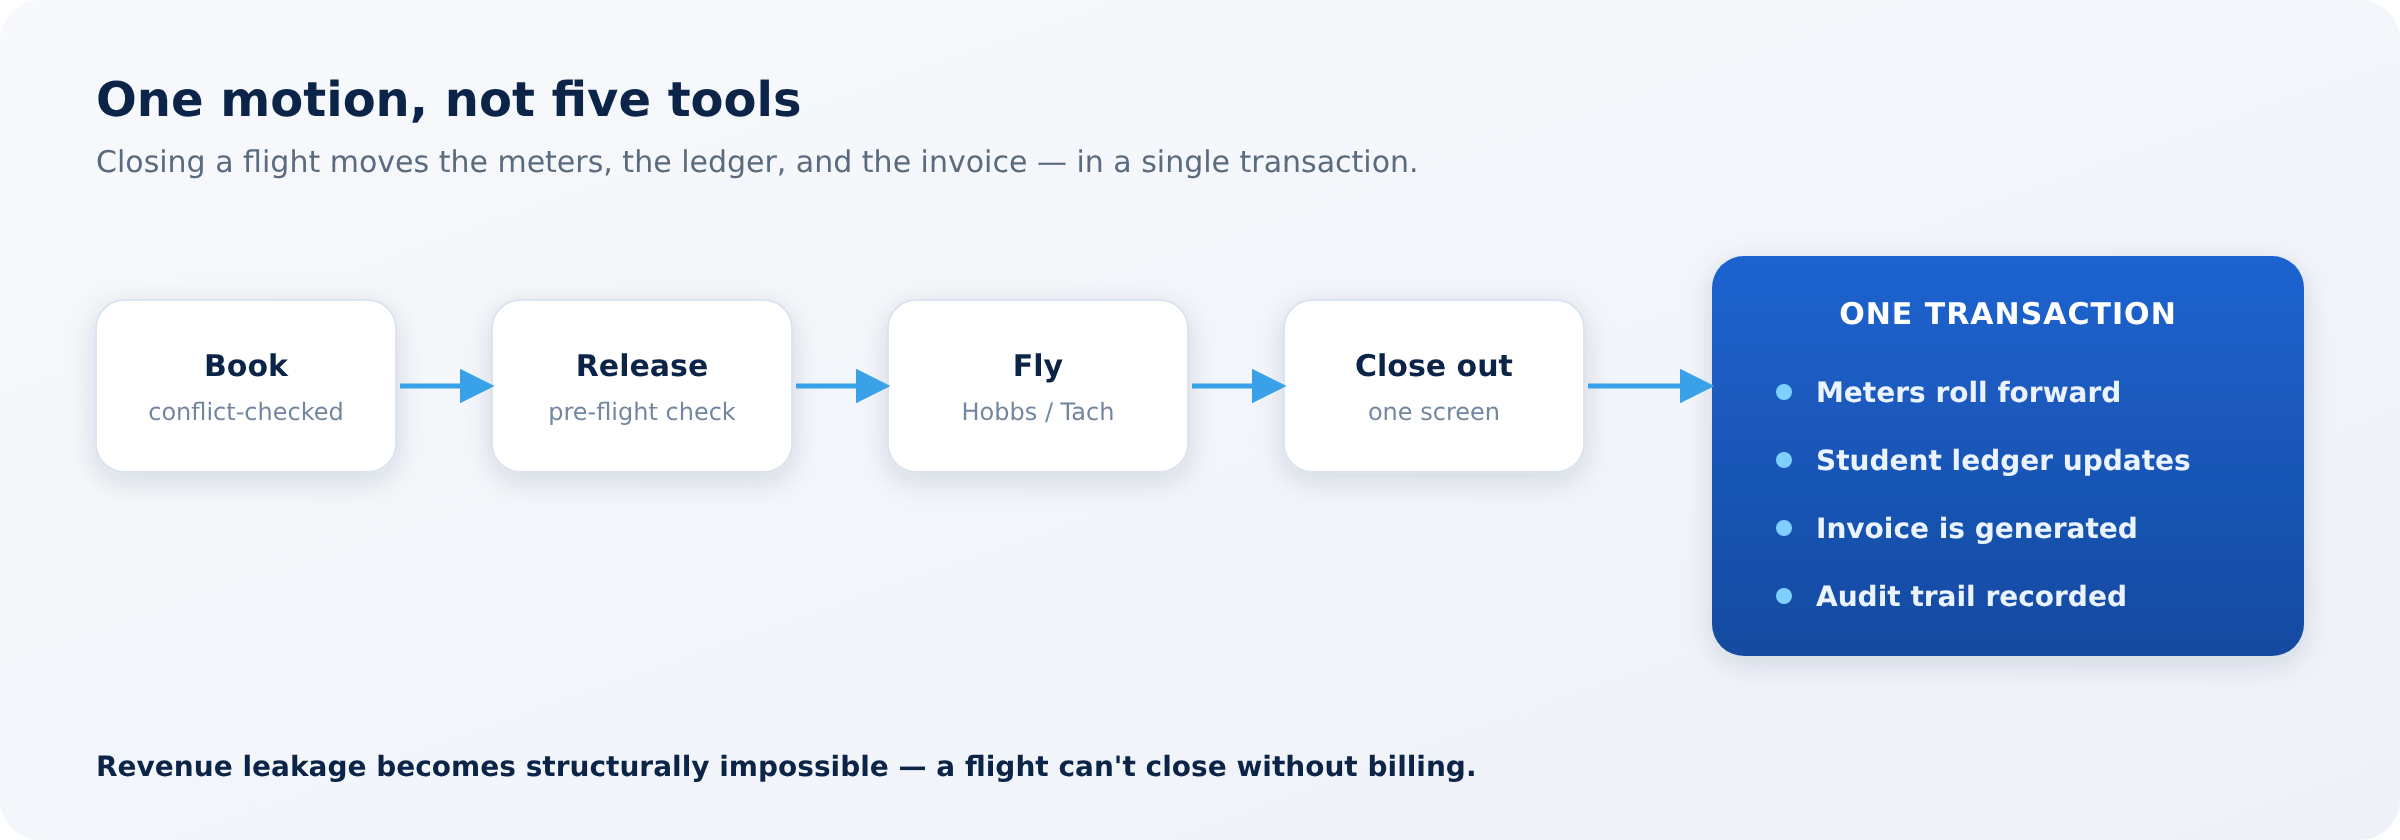 One motion, not five tools
Closing a flight moves the meters, the ledger, and the invoice — in a single transaction.
Book
conflict-checked
Release
pre-flight check
Fly
Hobbs / Tach
Close out
one screen
ONE TRANSACTION
Meters roll forward
Student ledger updates
Invoice is generated
Audit trail recorded
Revenue leakage becomes structurally impossible — a flight can't close without billing.